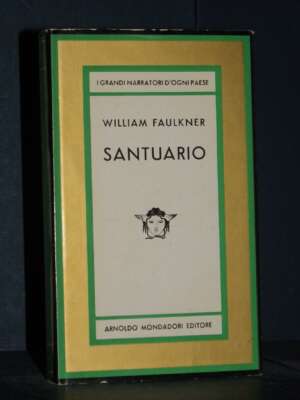 I GRANDI NARRATORI D'OGNI PAESE
WILLIAM FAULKNER
SANTUARIO
ARNOLDO MONDADORI EDITORE